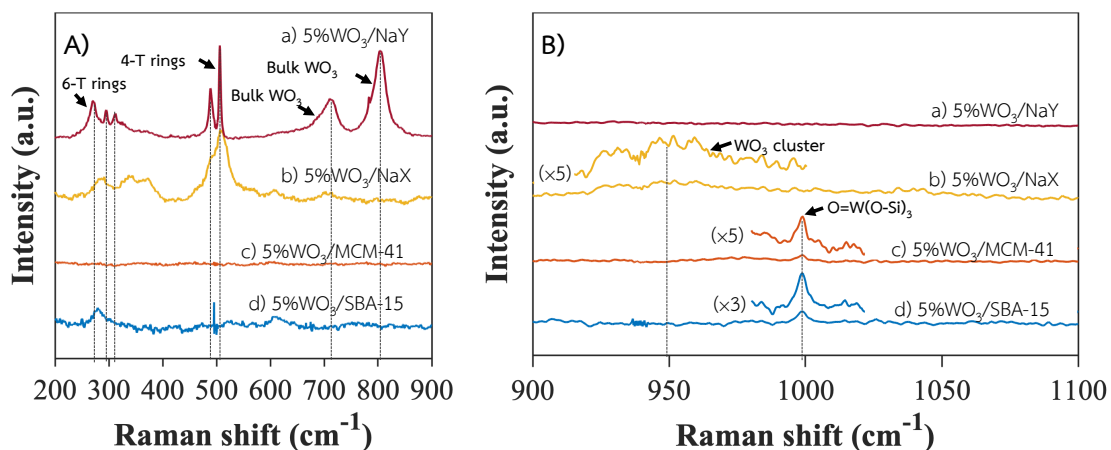 A)
a) 5%WO₃/NaY
4-T rings
6-T rings
Bulk WO₃
Bulk WO₃
b) 5%WO₃/NaX
c) 5%WO₃/MCM-41
d) 5%WO₃/SBA-15
Intensity (a.u.)
200 300 400 500 600 700 800 900
Raman shift (cm⁻¹)
B)
a) 5%WO₃/NaY
WO₃ cluster
(×5)
b) 5%WO₃/NaX
O=W(O-Si)₃
(×5)
c) 5%WO₃/MCM-41
(×3)
d) 5%WO₃/SBA-15
Intensity (a.u.)
900 950 1000 1050 1100
Raman shift (cm⁻¹)